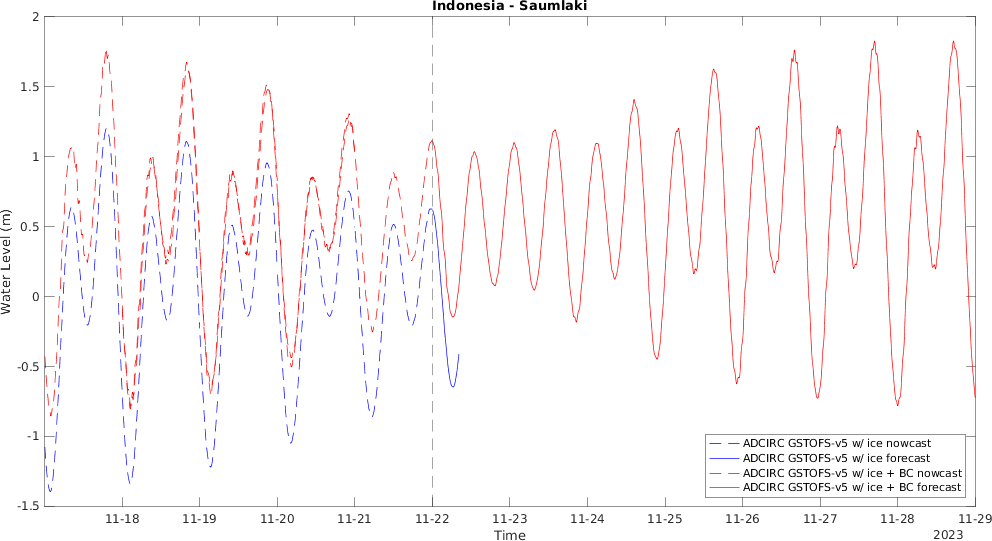 Indonesia - Saumlaki
2
1.5
1
0.5
0
-0.5
-1
-1.5
Water Level (m)
ADCIRC GSTOFS-v5 w/ ice nowcast
ADCIRC GSTOFS-v5 w/ ice forecast
ADCIRC GSTOFS-v5 w/ ice + BC nowcast
ADCIRC GSTOFS-v5 w/ ice + BC forecast
11-18 11-19 11-20 11-21 11-22 11-23 11-24 11-25 11-26 11-27 11-28 11-29
Time
2023